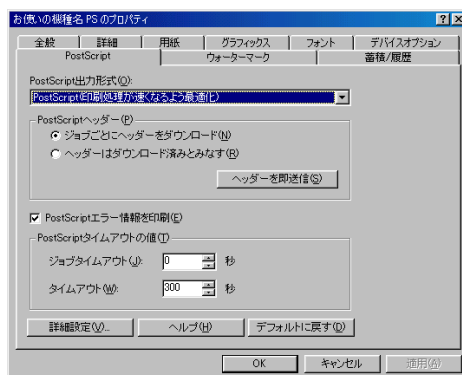 お使いの機種名 PS のプロパティ
全般 詳細 用紙 グラフィックス フォント デバイスオプション
PostScript ウォーターマーク 蓄積/履歴
PostScript出力形式(O):
PostScript(印刷処理が速くなるよう最適化)
PostScriptヘッダー(P)
ジョブごとにヘッダーをダウンロード(N)
ヘッダーはダウンロード済みとみなす(R)
ヘッダーを即送信(S)
PostScriptエラー情報を印刷(E)
PostScriptタイムアウトの値(T)
ジョブタイムアウト(J): 0 秒
タイムアウト(W): 300 秒
詳細設定(V)... ヘルプ(H) デフォルトに戻す(D)
OK キャンセル 適用(A)